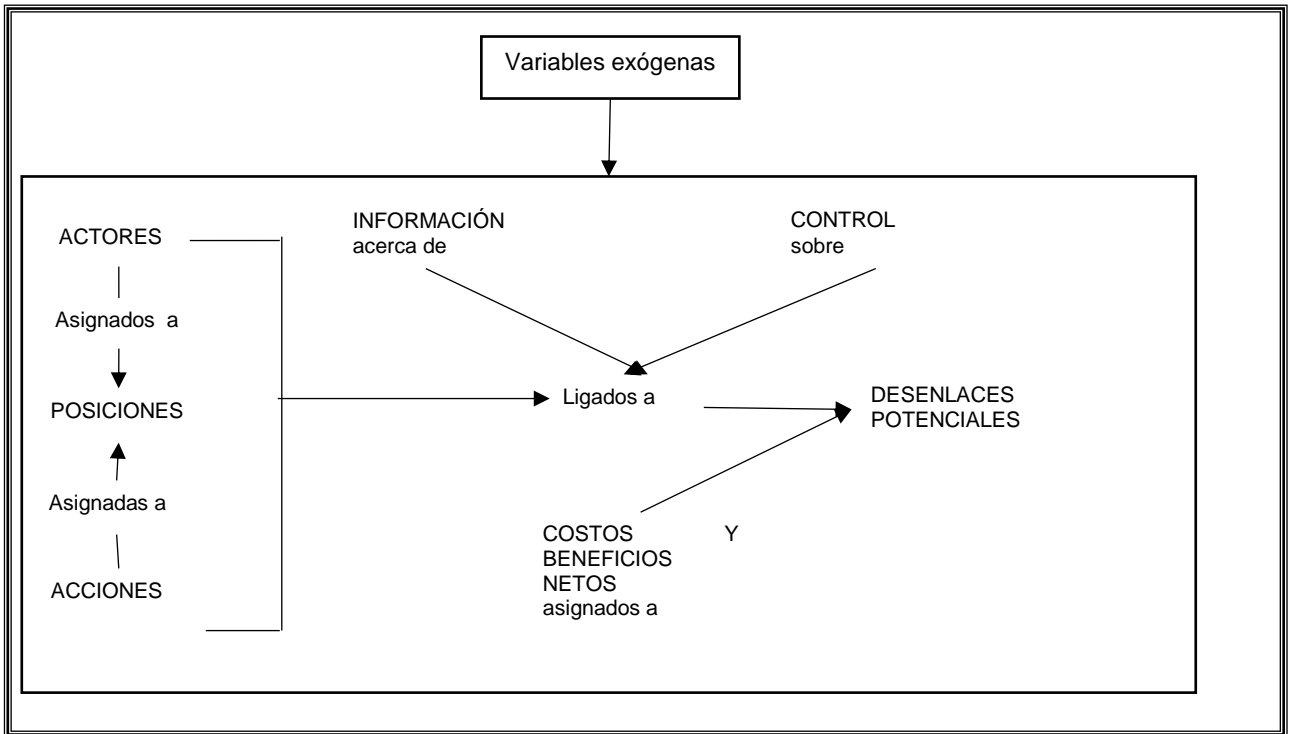 Variables exógenas
INFORMACIÓN
acerca de
CONTROL
sobre
ACTORES
Asignados a
POSICIONES
Asignadas a
ACCIONES
Ligados a
DESENLACES
POTENCIALES
COSTOS Y
BENEFICIOS
NETOS
asignados a